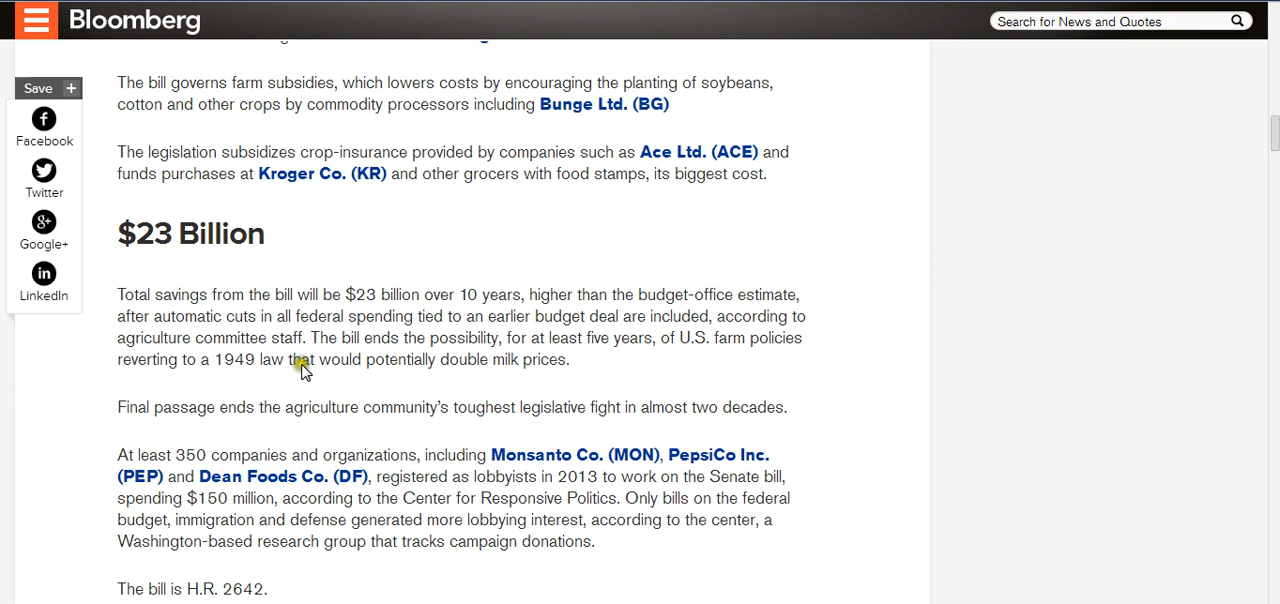 Bloomberg
Search for News and Quotes
Save +
Facebook
Twitter
Google+
LinkedIn
The bill governs farm subsidies, which lowers costs by encouraging the planting of soybeans,
cotton and other crops by commodity processors including Bunge Ltd. (BG)
The legislation subsidizes crop-insurance provided by companies such as Ace Ltd. (ACE) and
funds purchases at Kroger Co. (KR) and other grocers with food stamps, its biggest cost.
$23 Billion
Total savings from the bill will be $23 billion over 10 years, higher than the budget-office estimate,
after automatic cuts in all federal spending tied to an earlier budget deal are included, according to
agriculture committee staff. The bill ends the possibility, for at least five years, of U.S. farm policies
reverting to a 1949 law that would potentially double milk prices.
Final passage ends the agriculture community's toughest legislative fight in almost two decades.
At least 350 companies and organizations, including Monsanto Co. (MON), PepsiCo Inc.
(PEP) and Dean Foods Co. (DF), registered as lobbyists in 2013 to work on the Senate bill,
spending $150 million, according to the Center for Responsive Politics. Only bills on the federal
budget, immigration and defense generated more lobbying interest, according to the center, a
Washington-based research group that tracks campaign donations.
The bill is H.R. 2642.